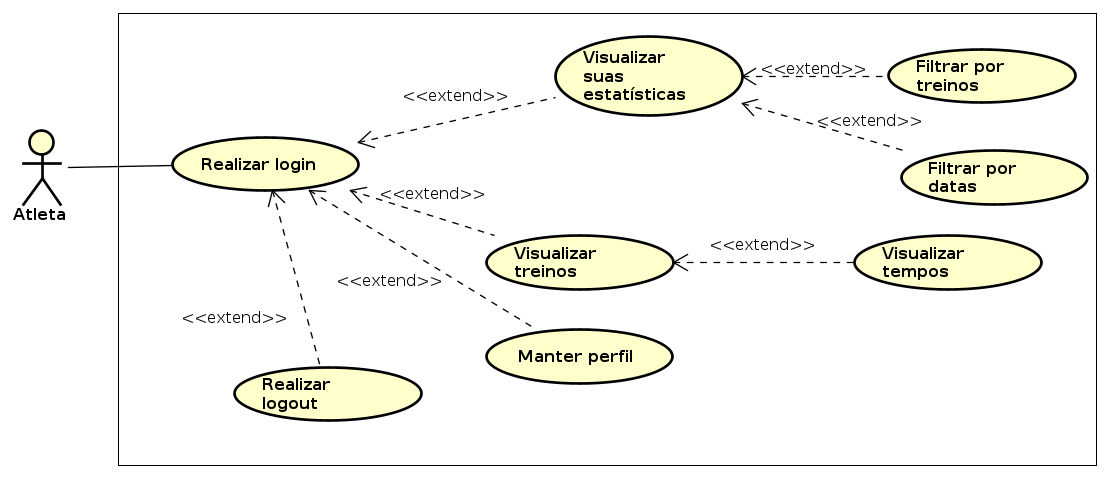 Visualizar
suas
estatísticas
<<extend>>
Filtrar por
treinos
<<extend>>
<<extend>>
Realizar login
Filtrar por
datas
Atleta
<<extend>>
Visualizar
treinos
<<extend>>
Visualizar
tempos
<<extend>>
<<extend>>
Manter perfil
Realizar
logout